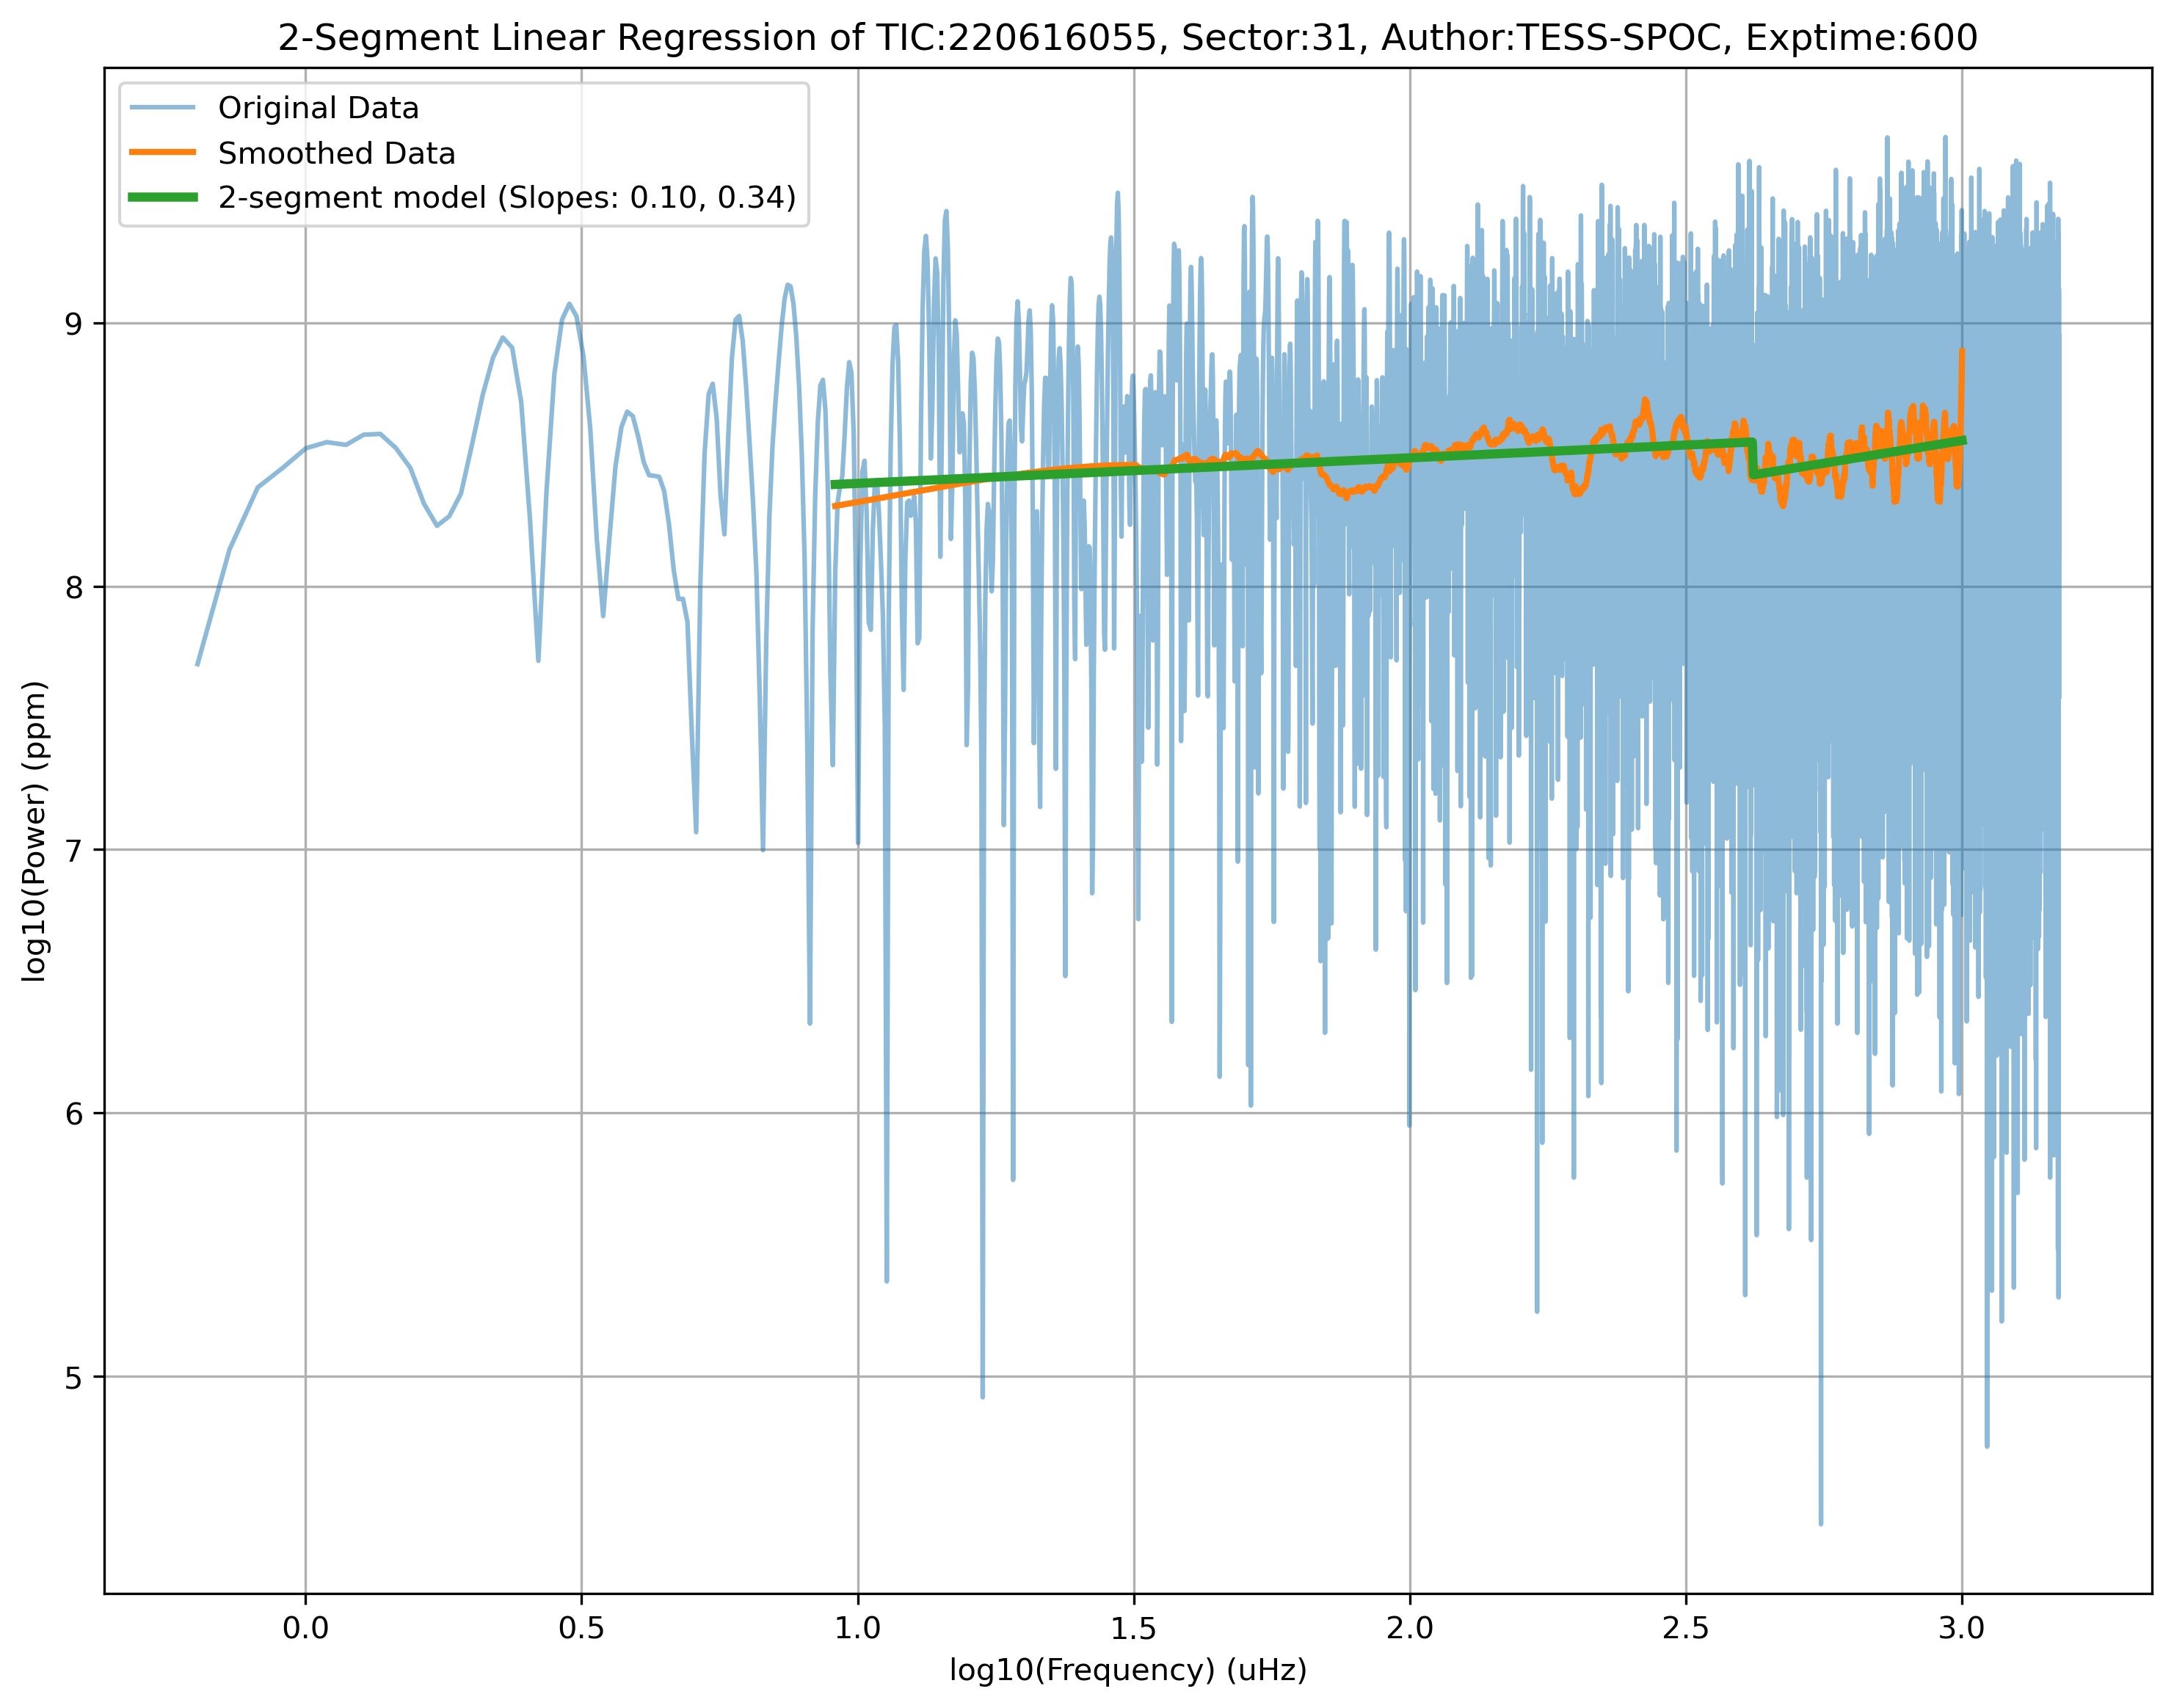 2-Segment Linear Regression of TIC:220616055, Sector:31, Author:TESS-SPOC, Exptime:600
Original Data
Smoothed Data
2-segment model (Slopes: 0.10, 0.34)
log10(Power) (ppm)
9
8
7
6
5
0.0
0.5
1.0
1.5
2.0
2.5
3.0
log10(Frequency) (uHz)